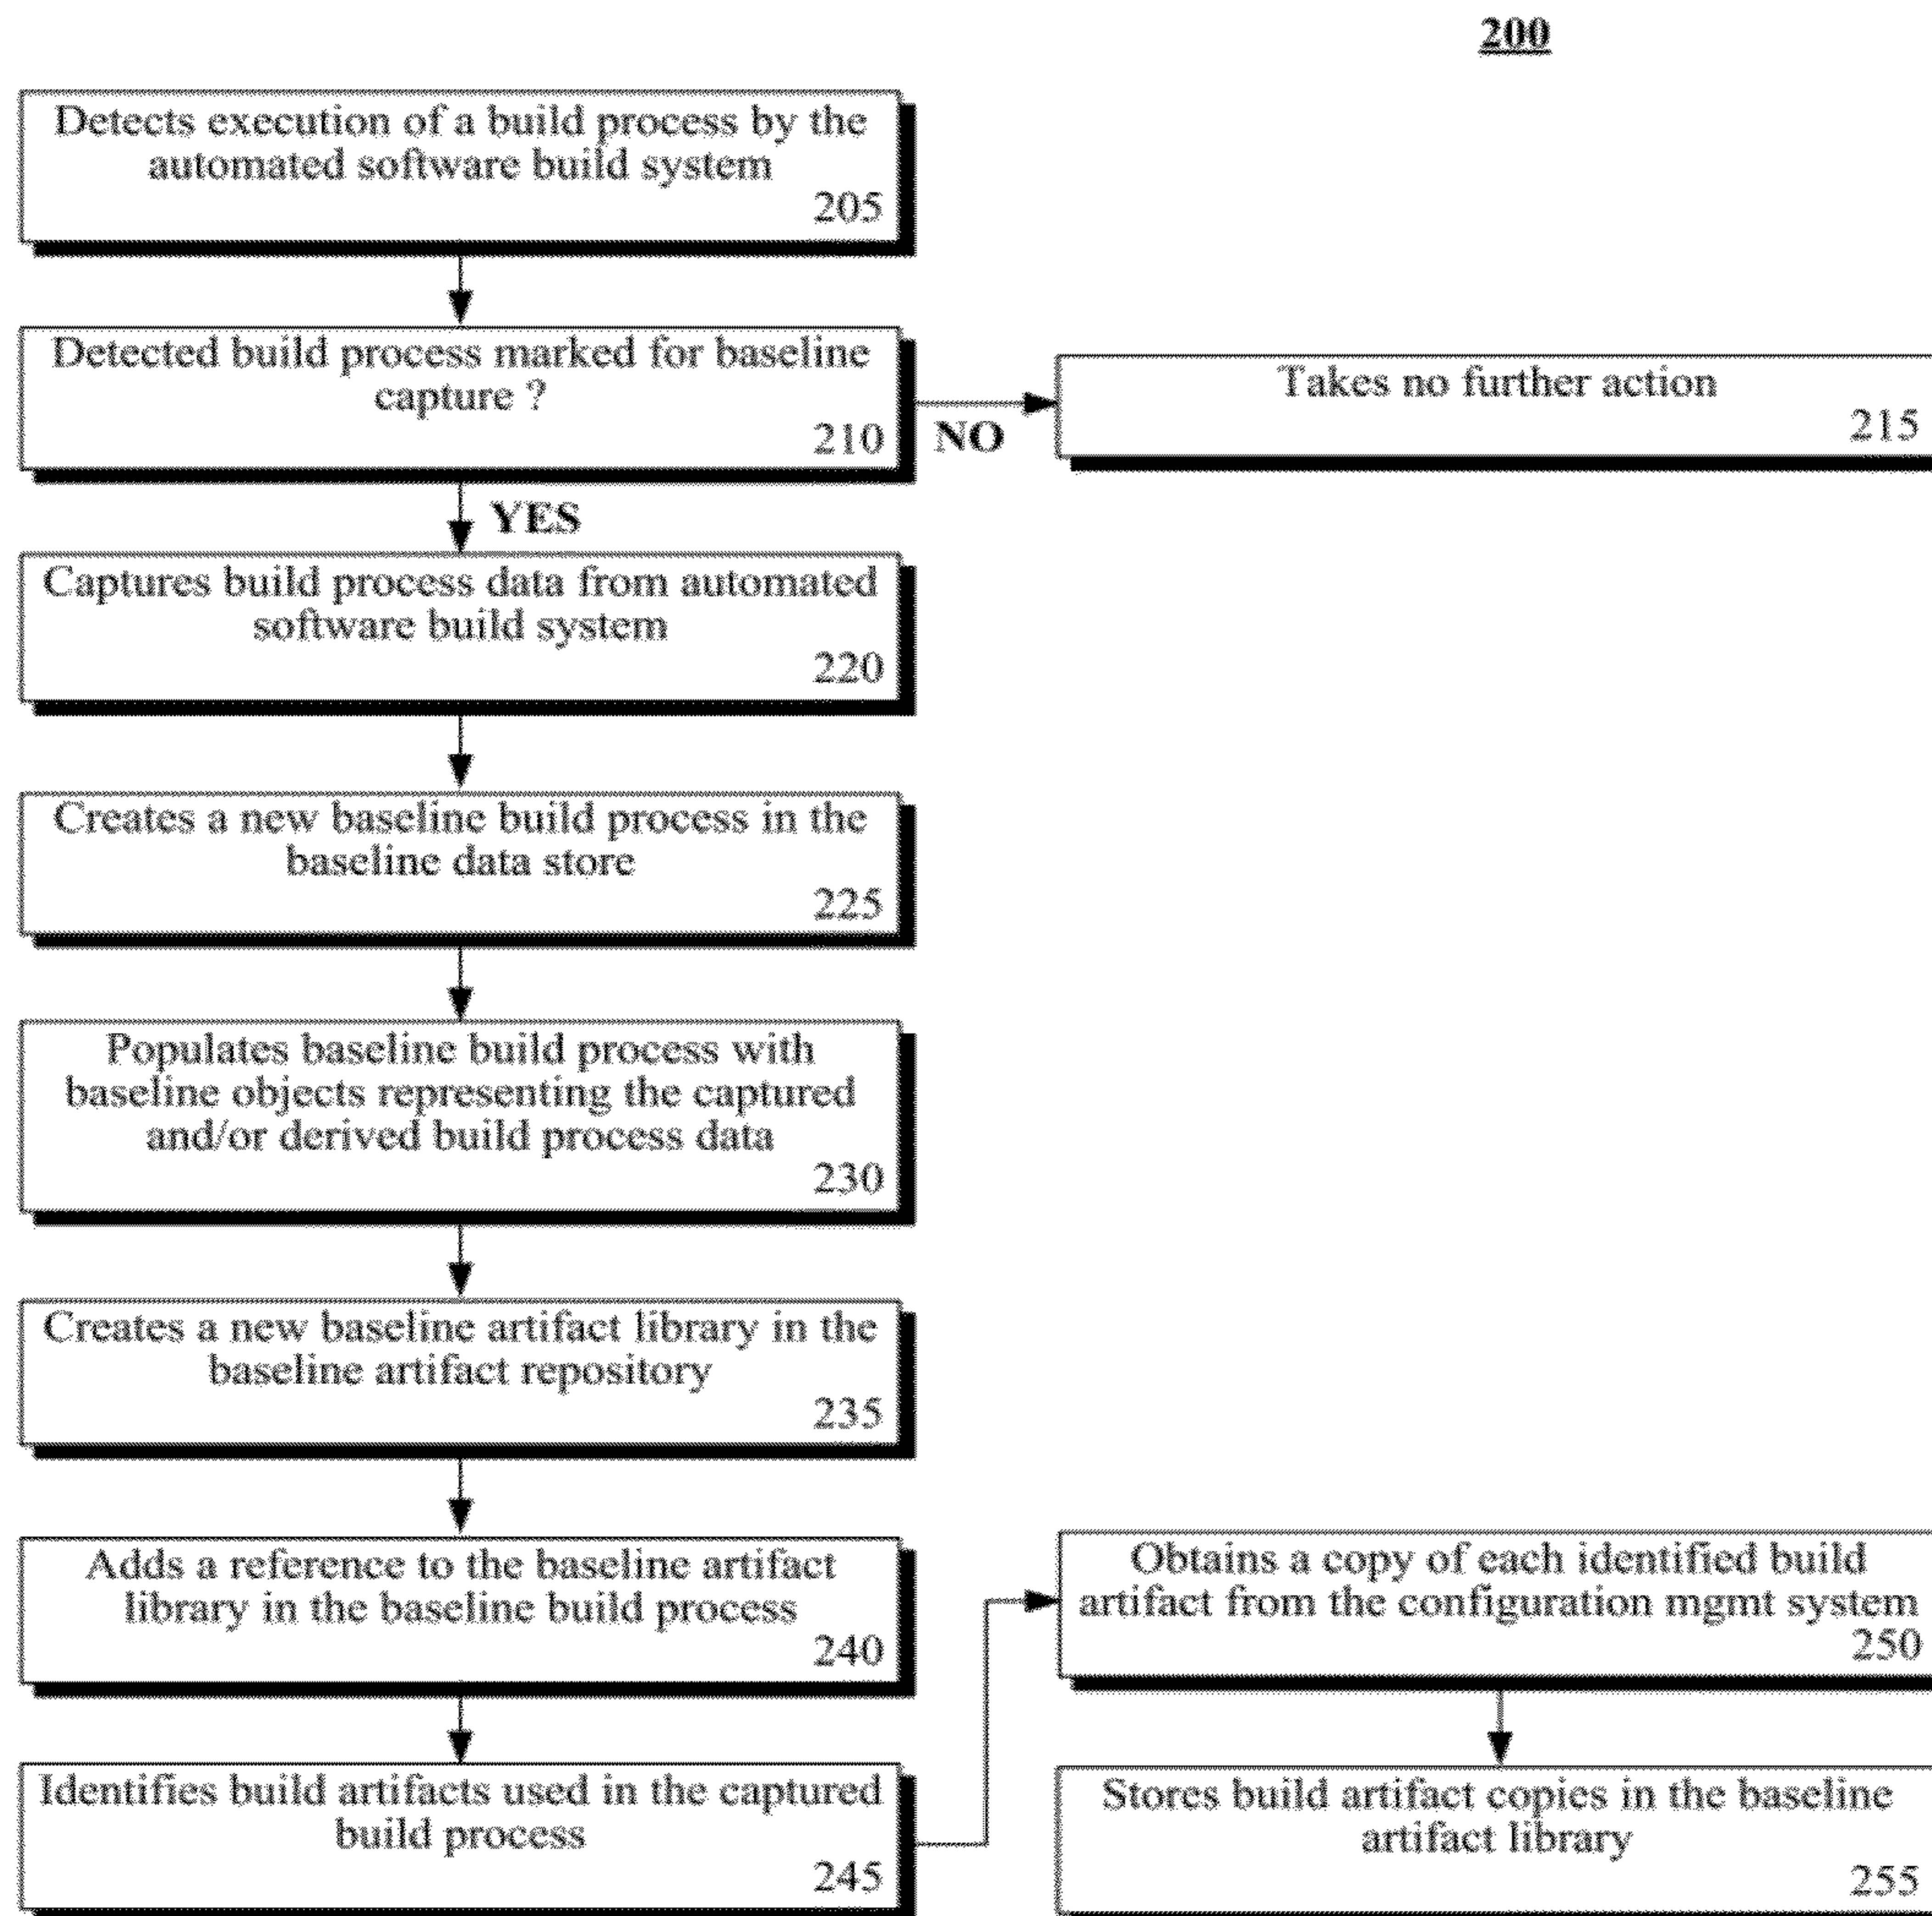 200
Detects execution of a build process by the
automated software build system
205
Detected build process marked for baseline
capture ?
210
NO
Takes no further action
215
YES
Captures build process data from automated
software build system
220
Creates a new baseline build process in the
baseline data store
225
Populates baseline build process with
baseline objects representing the captured
and/or derived build process data
230
Creates a new baseline artifact library in the
baseline artifact repository
235
Adds a reference to the baseline artifact
library in the baseline build process
240
Identifies build artifacts used in the captured
build process
245
Obtains a copy of each identified build
artifact from the configuration mgmt system
250
Stores build artifact copies in the baseline
artifact library
255